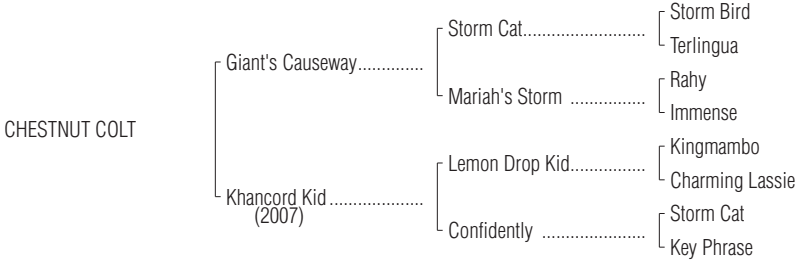 Storm Bird
Storm Cat..........................
Terlingua
Giant's Causeway..............
Rahy
Mariah's Storm ................
Immense
CHESTNUT COLT
Kingmambo
Lemon Drop Kid................
Charming Lassie
Khancord Kid ....................
(2007)
Storm Cat
Confidently ......................
Key Phrase